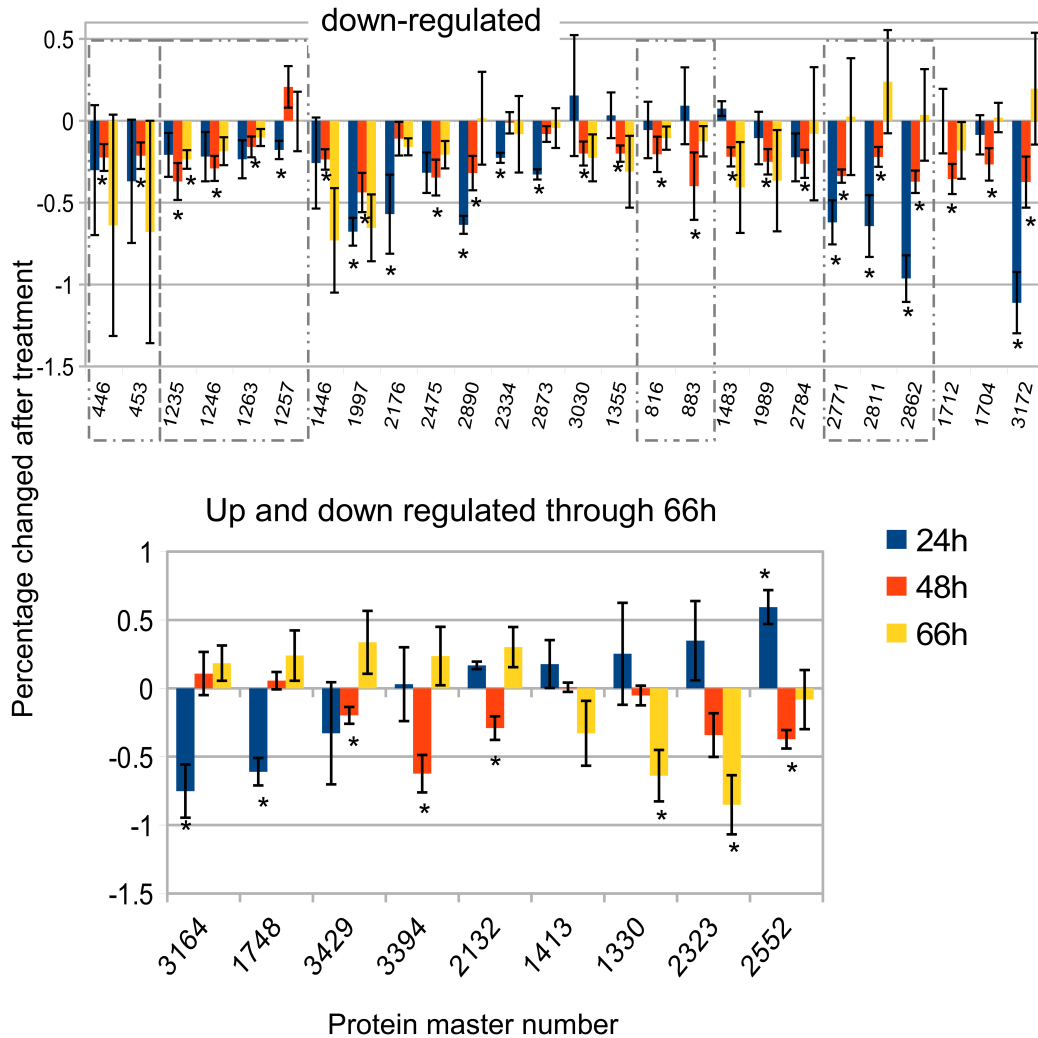 down-regulated
0.5
0
-0.5
-1
-1.5
* * * * * * * * * * * * * * * * * * * * * * * * * * * * * * * * *
446 453 1235 1246 1263 1257 1446 1997 2176 2475 2890 2334 2873 3030 1355 816 883 1483 1989 2784 2771 2811 2862 1712 1704 3172
Percentage changed after treatment
Up and down regulated through 66h
1
0.5
0
-0.5
-1
-1.5
* * * * * * * * *
3164 1748 3429 3394 2132 1413 1330 2323 2552
Protein master number
24h
48h
66h